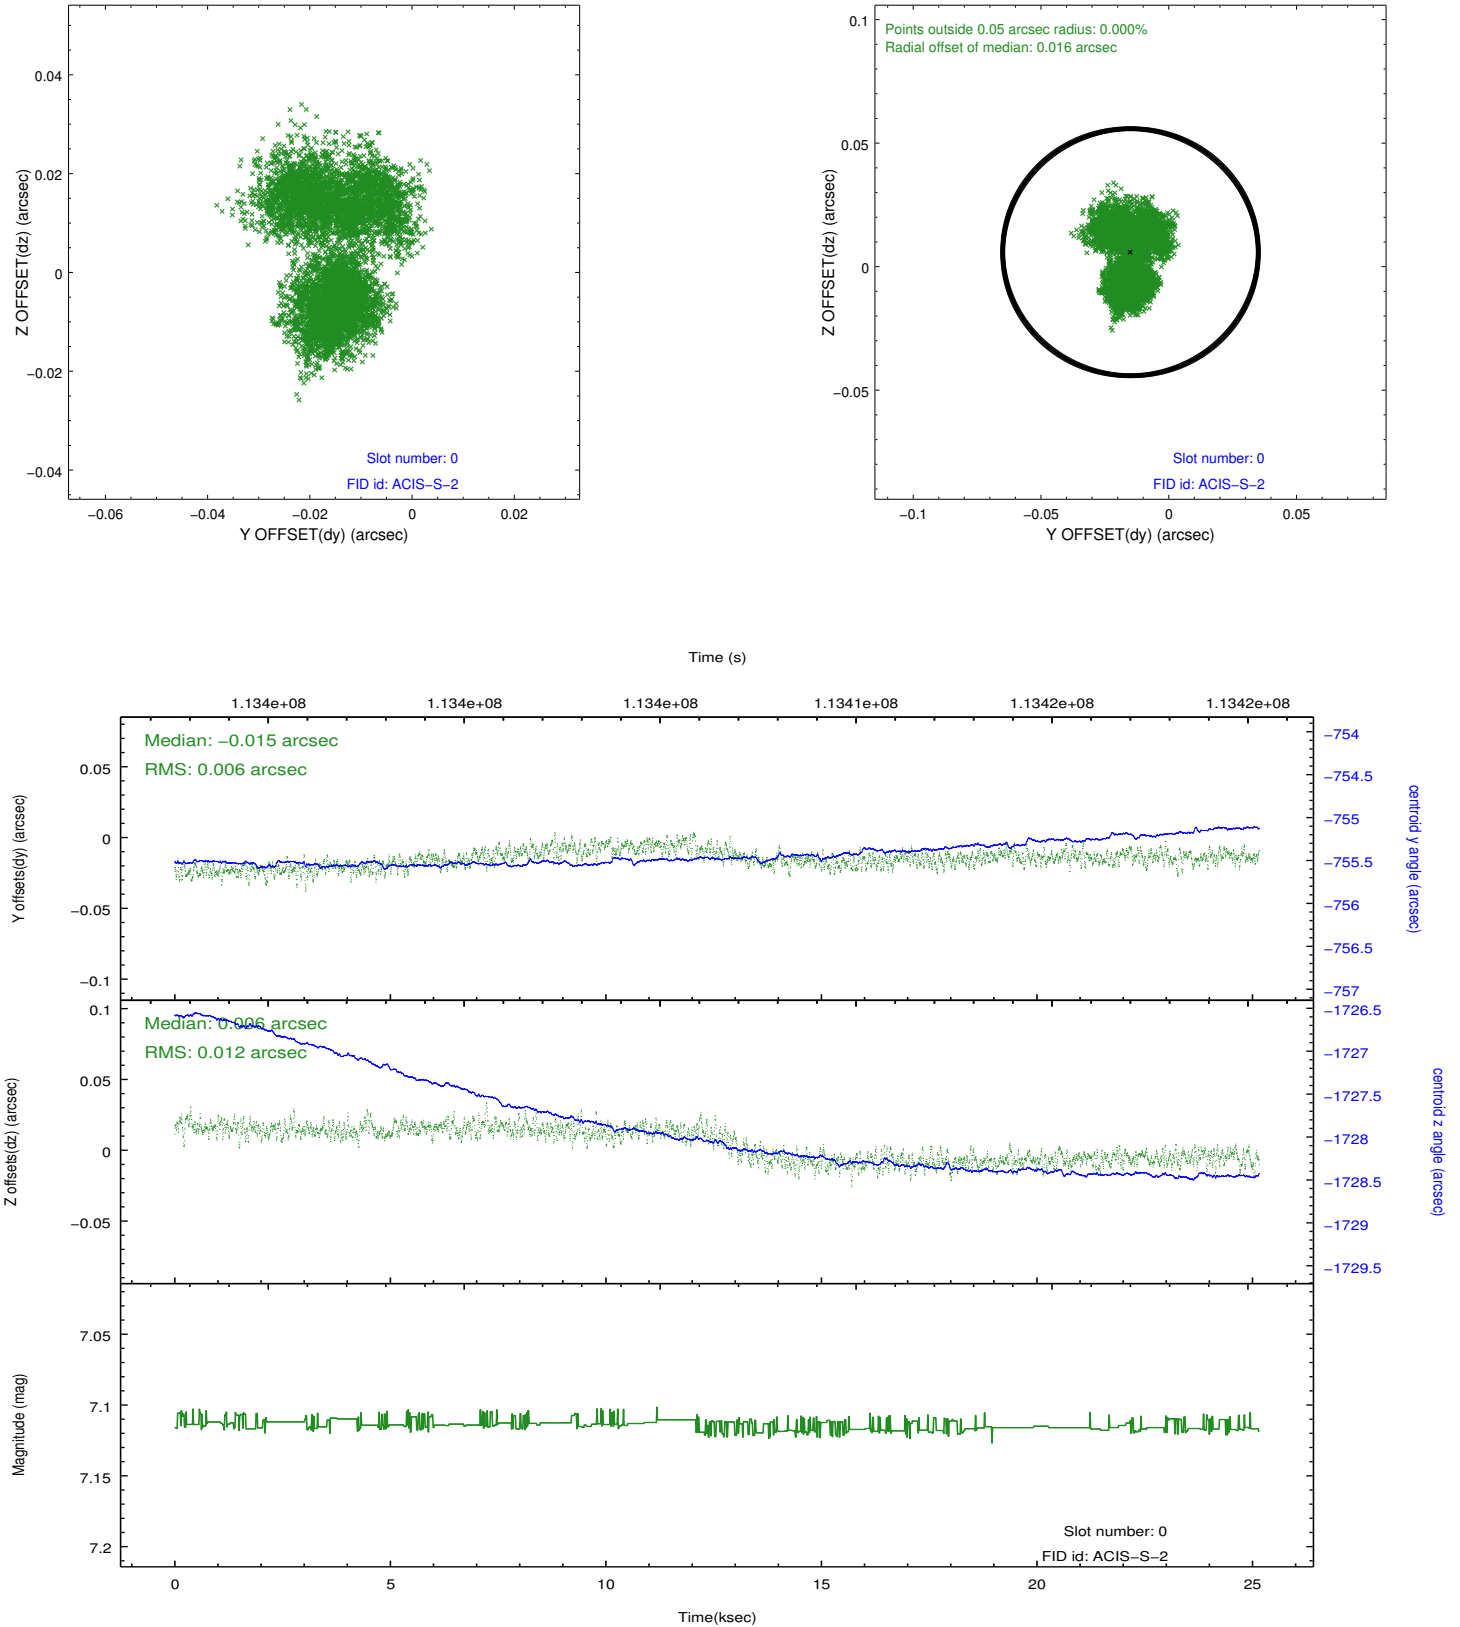 0.04
0.02
0
−0.02
−0.04
Z OFFSET(dz) (arcsec)
Slot number: 0
FID id: ACIS−S−2
−0.06
−0.04
−0.02
0
0.02
Y OFFSET(dy) (arcsec)
Points outside 0.05 arcsec radius: 0.000%
Radial offset of median: 0.016 arcsec
0.1
0.05
0
−0.05
Z OFFSET(dz) (arcsec)
Slot number: 0
FID id: ACIS−S−2
−0.1
−0.05
0
0.05
Y OFFSET(dy) (arcsec)
Time (s)
1.134e+08
1.134e+08
1.134e+08
1.1341e+08
1.1342e+08
1.1342e+08
Median: −0.015 arcsec
RMS: 0.006 arcsec
0.05
0
−0.05
−0.1
Y offsets(dy) (arcsec)
−754
−754.5
−755
−755.5
−756
−756.5
−757
centroid y angle (arcsec)
Median: 0.006 arcsec
RMS: 0.012 arcsec
0.1
0.05
0
−0.05
Z offsets(dz) (arcsec)
−1726.5
−1727
−1727.5
−1728
−1728.5
−1729
−1729.5
centroid z angle (arcsec)
7.05
7.1
7.15
7.2
Magnitude (mag)
Slot number: 0
FID id: ACIS−S−2
0
5
10
15
20
25
Time(ksec)